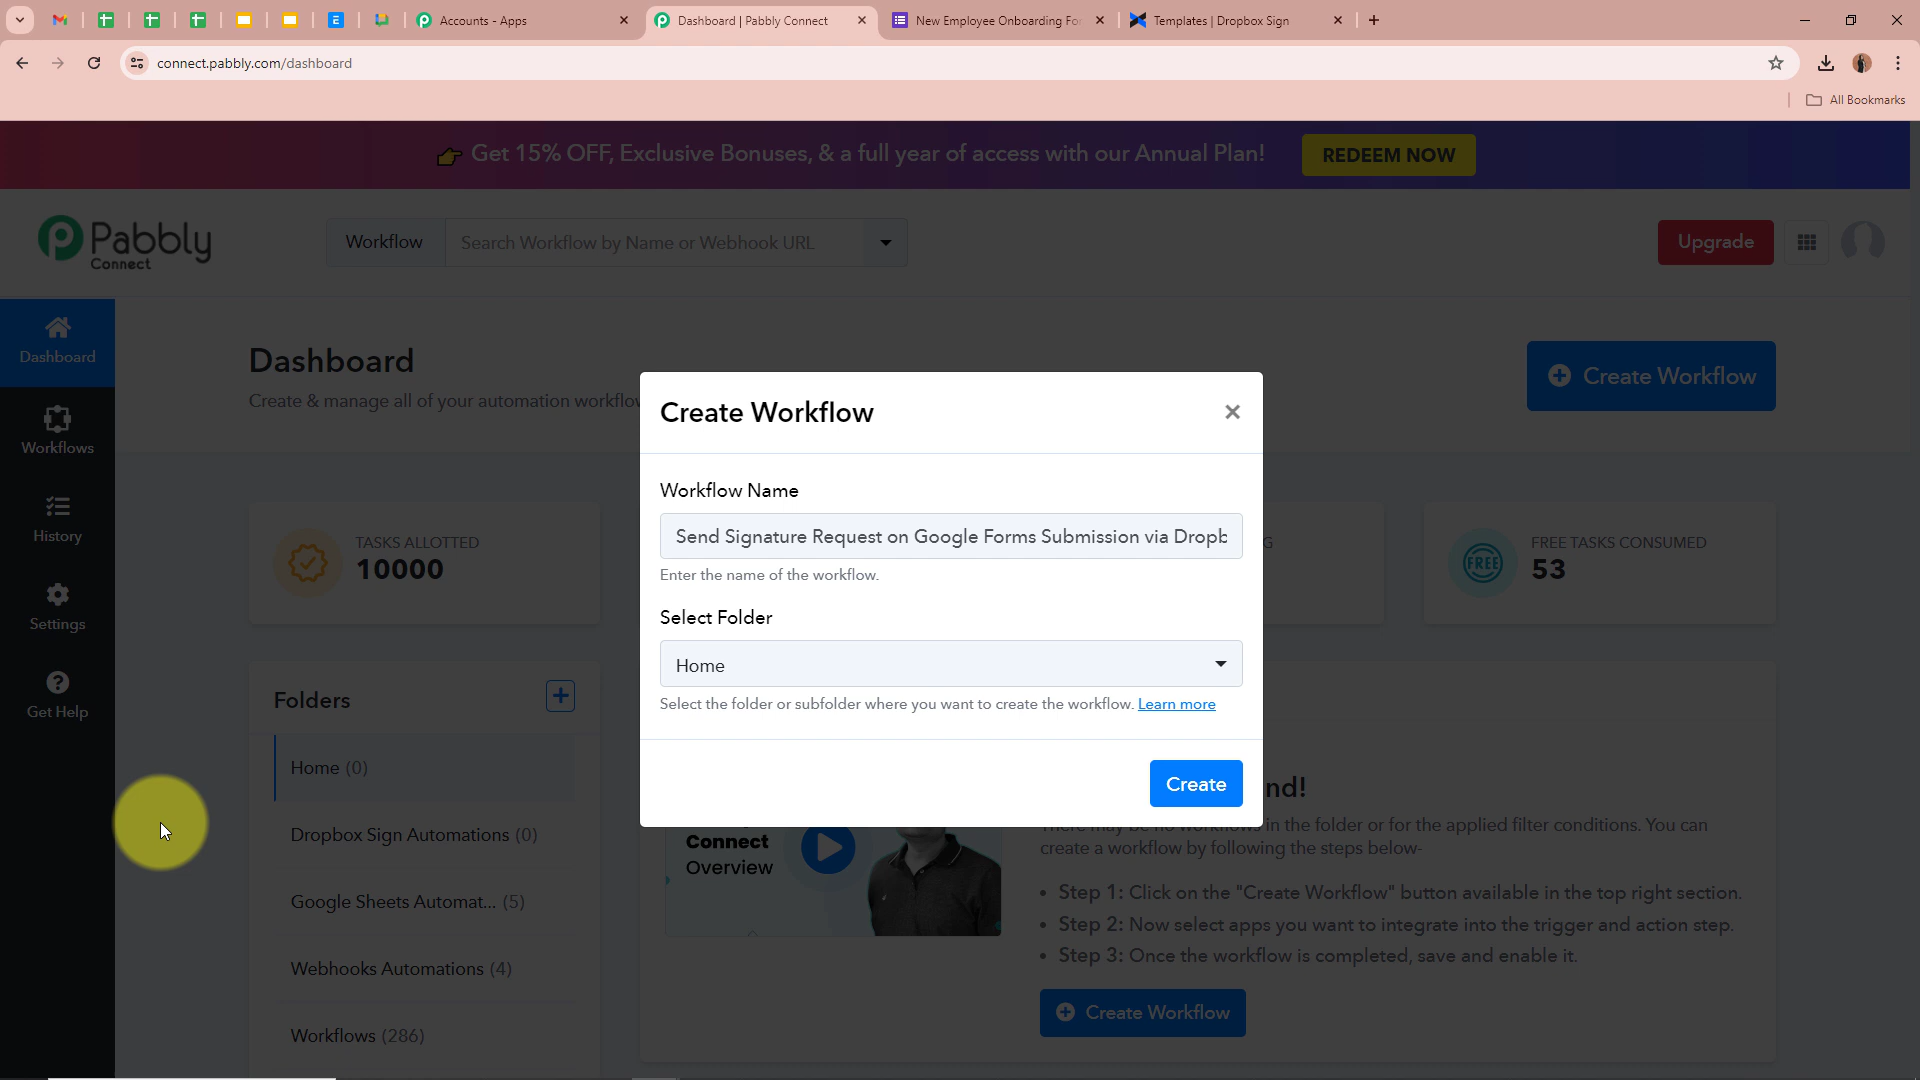 Accounts - Apps
Dashboard | Pabbly Connect
New Employee Onboarding Fo
Templates | Dropbox Sign
connect.pabbly.com/dashboard
All Bookmarks
Get 15% OFF, Exclusive Bonuses, & a full year of access with our Annual Plan!
REDEEM NOW
Pabbly
Connect
Workflow
Search Workflow by Name or Webhook URL
Upgrade
Dashboard
Workflows
History
Settings
Get Help
Dashboard
Create & manage all of your automation workflow
Create Workflow
TASKS ALLOTTED
10000
G
FREE
FREE TASKS CONSUMED
53
Create Workflow
Workflow Name
Send Signature Request on Google Forms Submission via Dropb
Enter the name of the workflow.
Select Folder
Home
Select the folder or subfolder where you want to create the workflow. Learn more
Create
Folders
Home (0)
Dropbox Sign Automations (0)
Google Sheets Automat... (5)
Webhooks Automations (4)
Workflows (286)
Connect
Overview
nd!
There may be no workflows in the folder or for the applied filter conditions. You can
create a workflow by following the steps below-
• Step 1: Click on the "Create Workflow" button available in the top right section.
• Step 2: Now select apps you want to integrate into the trigger and action step.
• Step 3: Once the workflow is completed, save and enable it.
Create Workflow